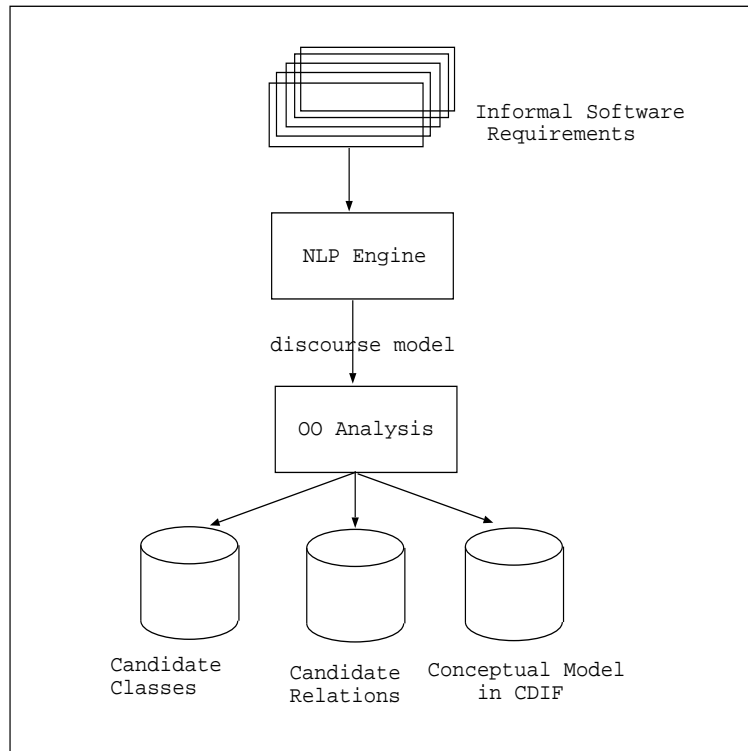 Informal Software
Requirements
NLP Engine
discourse model
OO Analysis
Candidate
Classes
Candidate
Relations
Conceptual Model
in CDIF